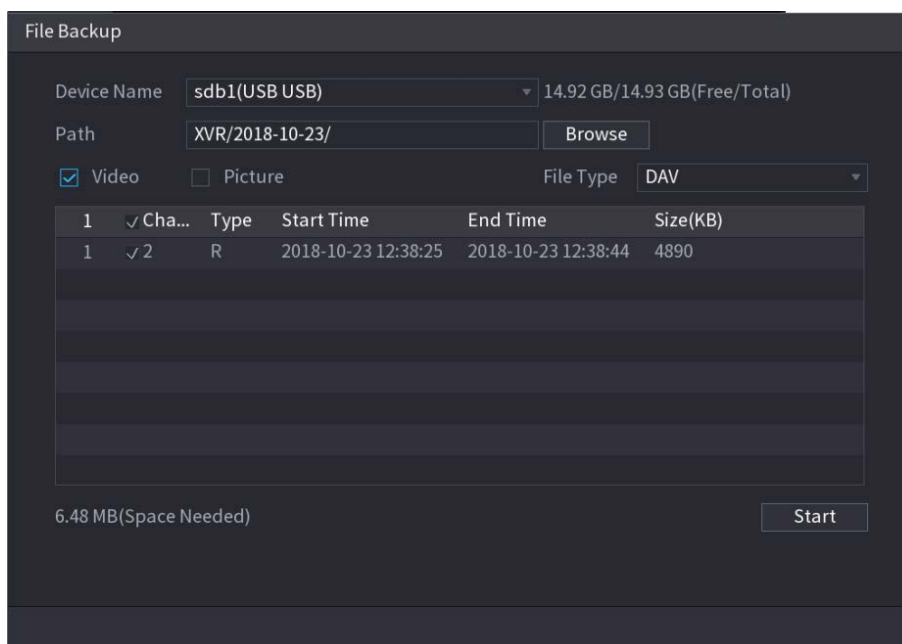 File Backup
Device Name sdb1(USB USB) 14.92 GB/14.93 GB(Free/Total)
Path XVR/2018-10-23/ Browse
Video Picture File Type DAV
1 Cha... Type Start Time End Time Size(KB)
1 2 R 2018-10-23 12:38:25 2018-10-23 12:38:44 4890
6.48 MB(Space Needed) Start